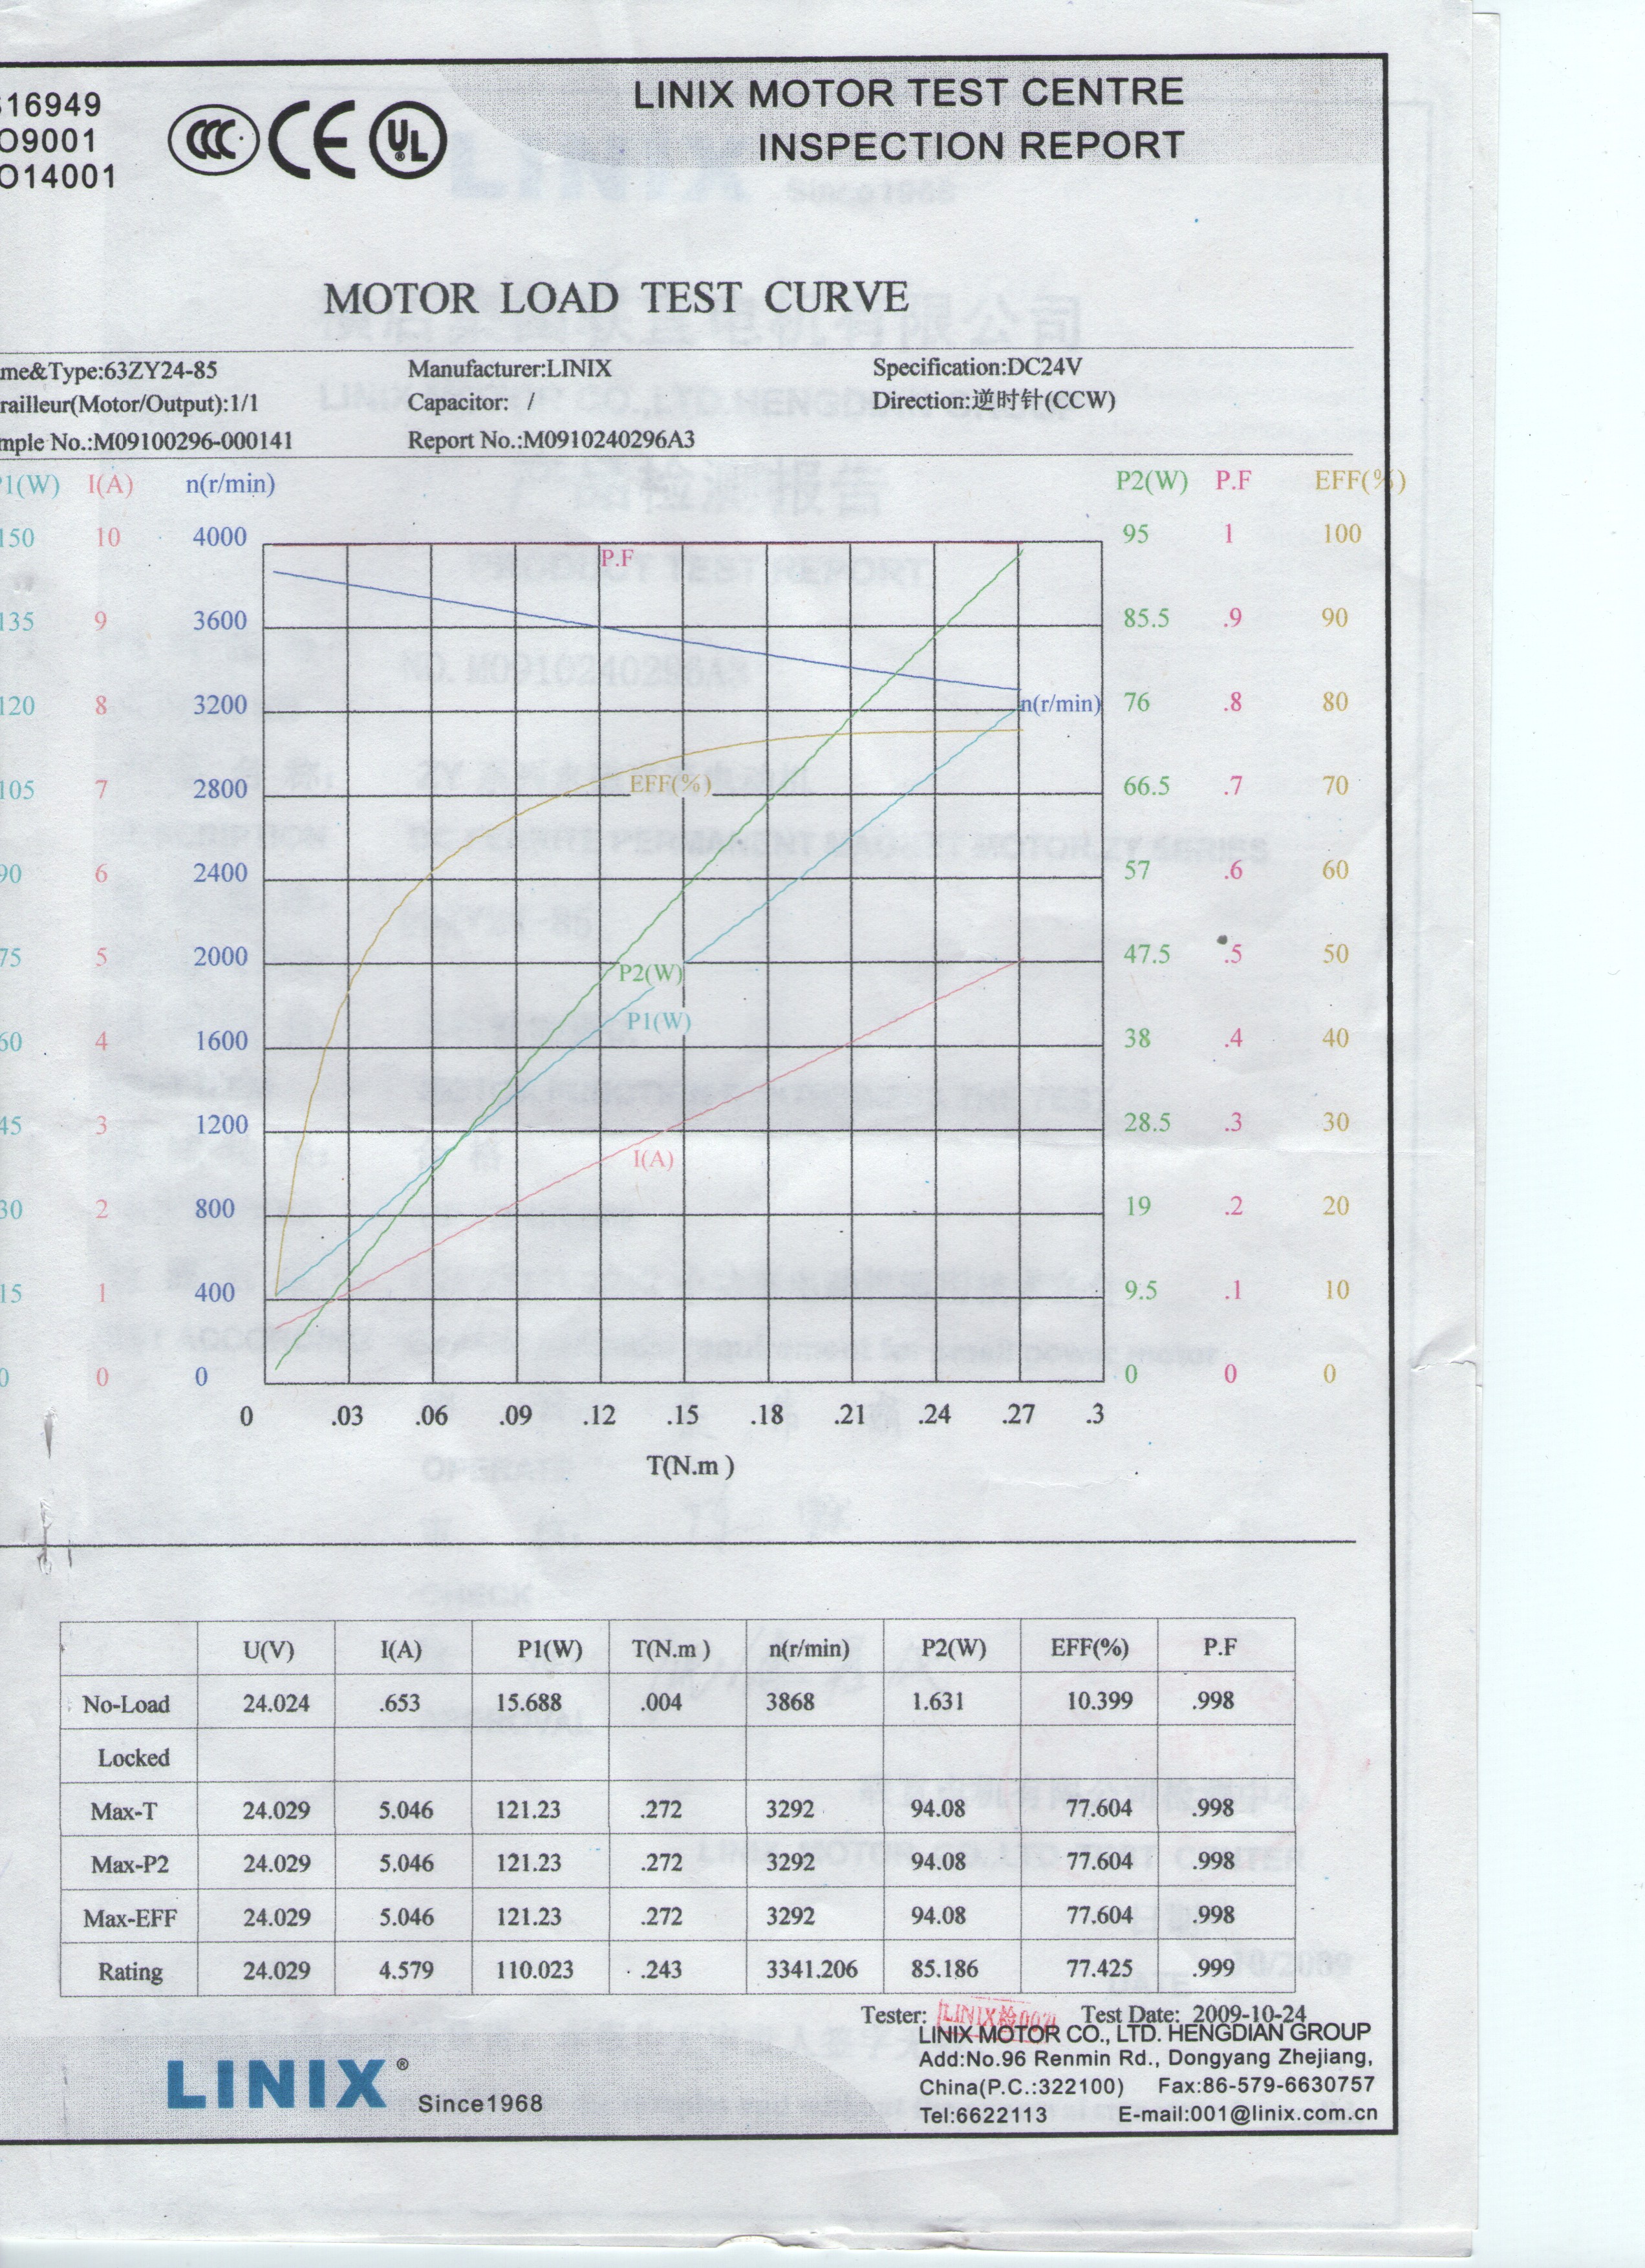 16949
LINIX MOTOR TEST CENTRE
O9001
INSPECTION REPORT
O14001
CCC CE UL
MOTOR LOAD TEST CURVE
me&Type:63ZY24-85 Manufacturer:LINIX Specification:DC24V
railleur(Motor/Output):1/1 Capacitor: / Direction:逆时针(CCW)
mple No.:M09100296-000141 Report No.:M0910240296A3
P1(W) I(A) n(r/min) P2(W) P.F EFF(%)
150 10 4000 95 1 100
P.F
135 9 3600 85.5 .9 90
120 8 3200 n(r/min) 76 .8 80
105 7 2800 EFF(%) 66.5 .7 70
90 6 2400 57 .6 60
75 5 2000 47.5 .5 50
P2(W)
P1(W)
60 4 1600 38 .4 40
45 3 1200 28.5 .3 30
I(A)
30 2 800 19 .2 20
15 1 400 9.5 .1 10
0 0 0 0 0 0
0 .03 .06 .09 .12 .15 .18 .21 .24 .27 .3
T(N.m )
U(V) I(A) P1(W) T(N.m ) n(r/min) P2(W) EFF(%) P.F
No-Load 24.024 .653 15.688 .004 3868 1.631 10.399 .998
Locked
Max-T 24.029 5.046 121.23 .272 3292 94.08 77.604 .998
Max-P2 24.029 5.046 121.23 .272 3292 94.08 77.604 .998
Max-EFF 24.029 5.046 121.23 .272 3292 94.08 77.604 .998
Rating 24.029 4.579 110.023 .243 3341.206 85.186 77.425 .999
Tester: LINIX Test Date: 2009-10-24
LINIX MOTOR CO., LTD. HENGDIAN GROUP
Add:No.96 Renmin Rd., Dongyang Zhejiang,
China(P.C.:322100) Fax:86-579-6630757
Tel:6622113 E-mail:001@linix.com.cn
LINIX® Since1968